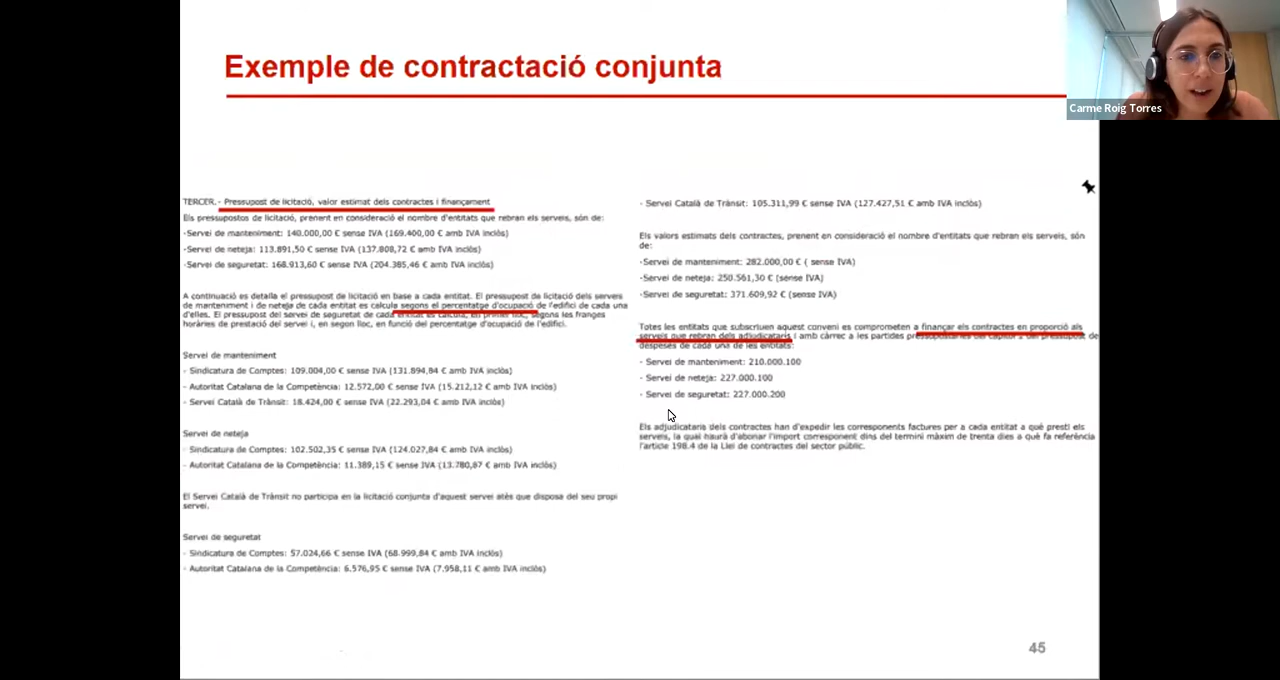 Exemple de contractació conjunta
Carme Roig Torres
TERCER.- Pressupost de licitació, valor estimat dels contractes i finançament
Els pressupostos de licitació, prenent en consideració el nombre d'entitats que rebran els serveis, són de:
-Servei de manteniment: 140.000,00 € sense IVA (169.400,00 € amb IVA inclòs)
-Servei de neteja: 113.891,50 € sense IVA (137.808,72 € amb IVA inclòs)
-Servei de seguretat: 168.913,60 € sense IVA (204.385,46 € amb IVA inclòs)
A continuació es detalla el pressupost de licitació en base a cada entitat. El pressupost de licitació dels serveis
de manteniment i de neteja de cada entitat es calcula segons el percentatge d'ocupació de l'edifici de cada una
d'elles. El pressupost del servei de seguretat de cada entitat es calcula, en primer lloc, segons les franges
horàries de prestació del servei i, en segon lloc, en funció del percentatge d'ocupació de l'edifici.
Servei de manteniment
- Sindicatura de Comptes: 109.004,00 € sense IVA (131.894,84 € amb IVA inclòs)
- Autoritat Catalana de la Competència: 12.572,00 € sense IVA (15.212,12 € amb IVA inclòs)
- Servei Català de Trànsit: 18.424,00 € sense IVA (22.293,04 € amb IVA inclòs)
Servei de neteja
- Sindicatura de Comptes: 102.502,35 € sense IVA (124.027,84 € amb IVA inclòs)
- Autoritat Catalana de la Competència: 11.389,15 € sense IVA (13.780,87 € amb IVA inclòs)
El Servei Català de Trànsit no participa en la licitació conjunta d'aquest servei atès que disposa del seu propi
servei.
Servei de seguretat
- Sindicatura de Comptes: 57.024,66 € sense IVA (68.999,84 € amb IVA inclòs)
- Autoritat Catalana de la Competència: 6.576,95 € sense IVA (7.958,11 € amb IVA inclòs)
- Servei Català de Trànsit: 105.311,99 € sense IVA (127.427,51 € amb IVA inclòs)
Els valors estimats dels contractes, prenent en consideració el nombre d'entitats que rebran els serveis, són
de:
-Servei de manteniment: 282.000,00 € ( sense IVA)
-Servei de neteja: 250.561,30 € (sense IVA)
-Servei de seguretat: 371.609,92 € (sense IVA)
Totes les entitats que subscriuen aquest conveni es comprometen a finançar els contractes en proporció als
serveis que rebran dels adjudicataris i amb càrrec a les partides pressupostàries del capítol 2 del pressupost de
despeses de cada una de les entitats:
- Servei de manteniment: 210.000.100
- Servei de neteja: 227.000.100
- Servei de seguretat: 227.000.200
Els adjudicataris dels contractes han d'expedir les corresponents factures per a cada entitat a què presti els
serveis, la qual haurà d'abonar l'import corresponent dins del termini màxim de trenta dies a què fa referència
l'article 198.4 de la Llei de contractes del sector públic.
45